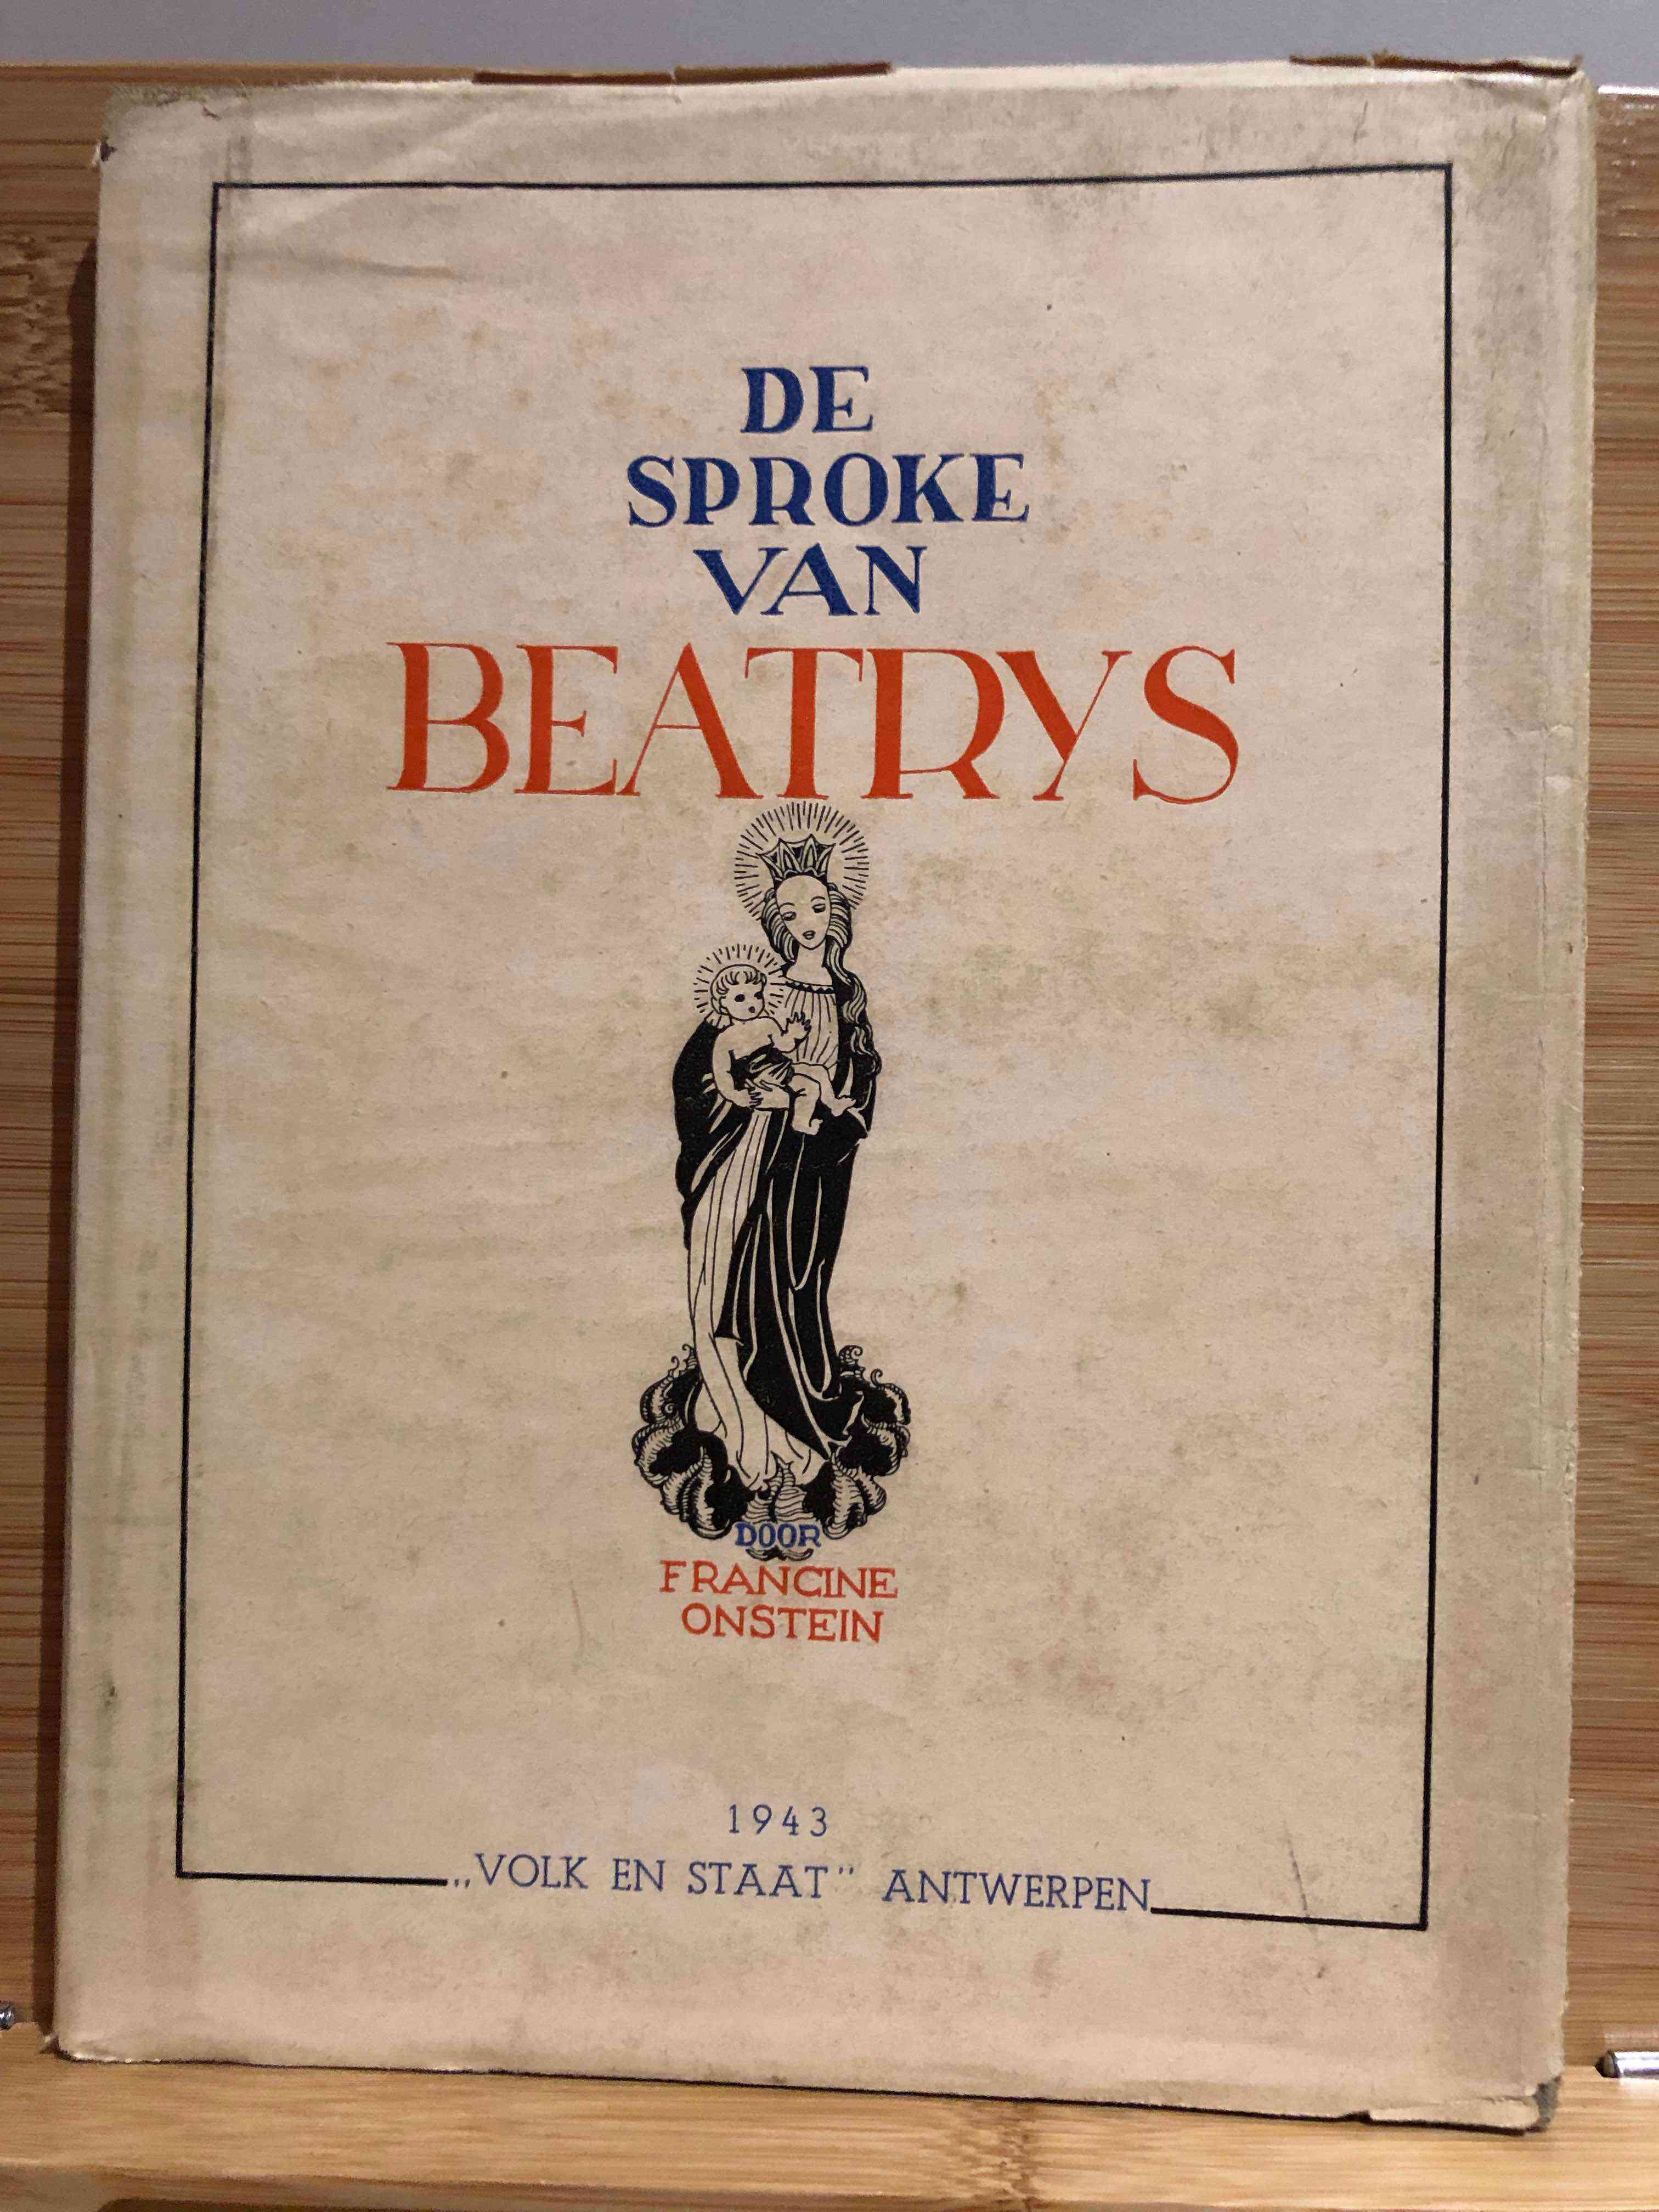 DE
SPROKE
VAN
BEATRYS
DOOR
FRANCINE
ONSTEIN
1943
„VOLK EN STAAT" ANTWERPEN